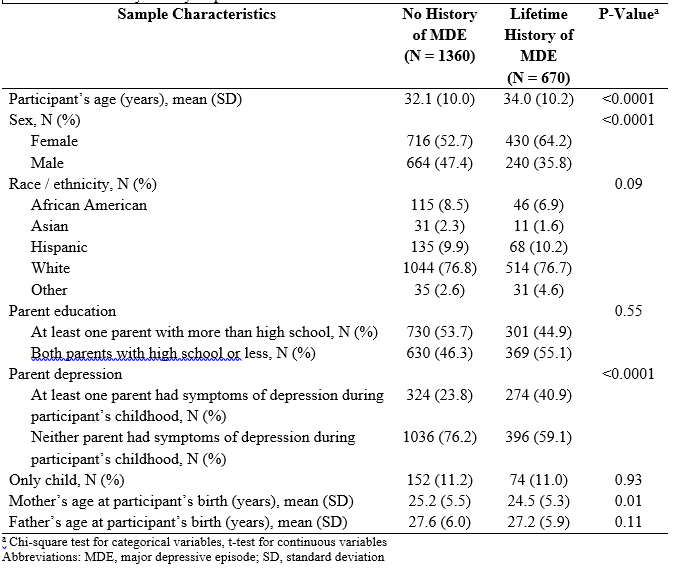 Sample Characteristics No History Lifetime P-Valueᵃ
of MDE History of
(N = 1360) MDE
(N = 670)
Participant's age (years), mean (SD) 32.1 (10.0) 34.0 (10.2) <0.0001
Sex, N (%) <0.0001
Female 716 (52.7) 430 (64.2)
Male 664 (47.4) 240 (35.8)
Race / ethnicity, N (%) 0.09
African American 115 (8.5) 46 (6.9)
Asian 31 (2.3) 11 (1.6)
Hispanic 135 (9.9) 68 (10.2)
White 1044 (76.8) 514 (76.7)
Other 35 (2.6) 31 (4.6)
Parent education 0.55
At least one parent with more than high school, N (%) 730 (53.7) 301 (44.9)
Both parents with high school or less, N (%) 630 (46.3) 369 (55.1)
Parent depression <0.0001
At least one parent had symptoms of depression during 324 (23.8) 274 (40.9)
participant's childhood, N (%)
Neither parent had symptoms of depression during 1036 (76.2) 396 (59.1)
participant's childhood, N (%)
Only child, N (%) 152 (11.2) 74 (11.0) 0.93
Mother's age at participant's birth (years), mean (SD) 25.2 (5.5) 24.5 (5.3) 0.01
Father's age at participant's birth (years), mean (SD) 27.6 (6.0) 27.2 (5.9) 0.11
ᵃ Chi-square test for categorical variables, t-test for continuous variables
Abbreviations: MDE, major depressive episode; SD, standard deviation